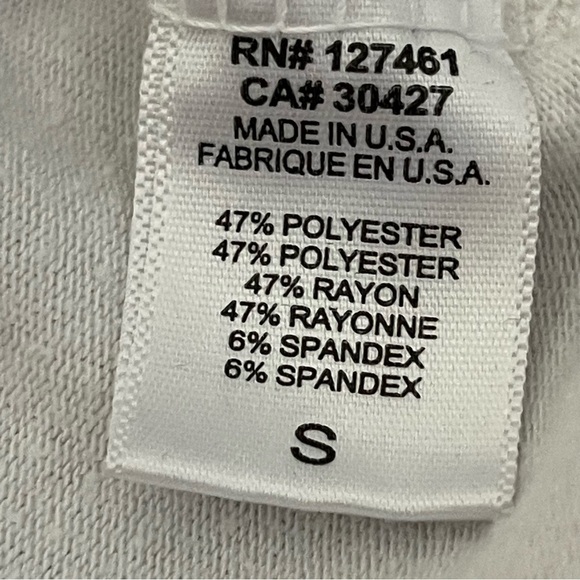 RN# 127461
CA# 30427
MADE IN U.S.A.
FABRIQUE EN U.S.A.
47% POLYESTER
47% POLYESTER
47% RAYON
47% RAYONNE
6% SPANDEX
6% SPANDEX
S